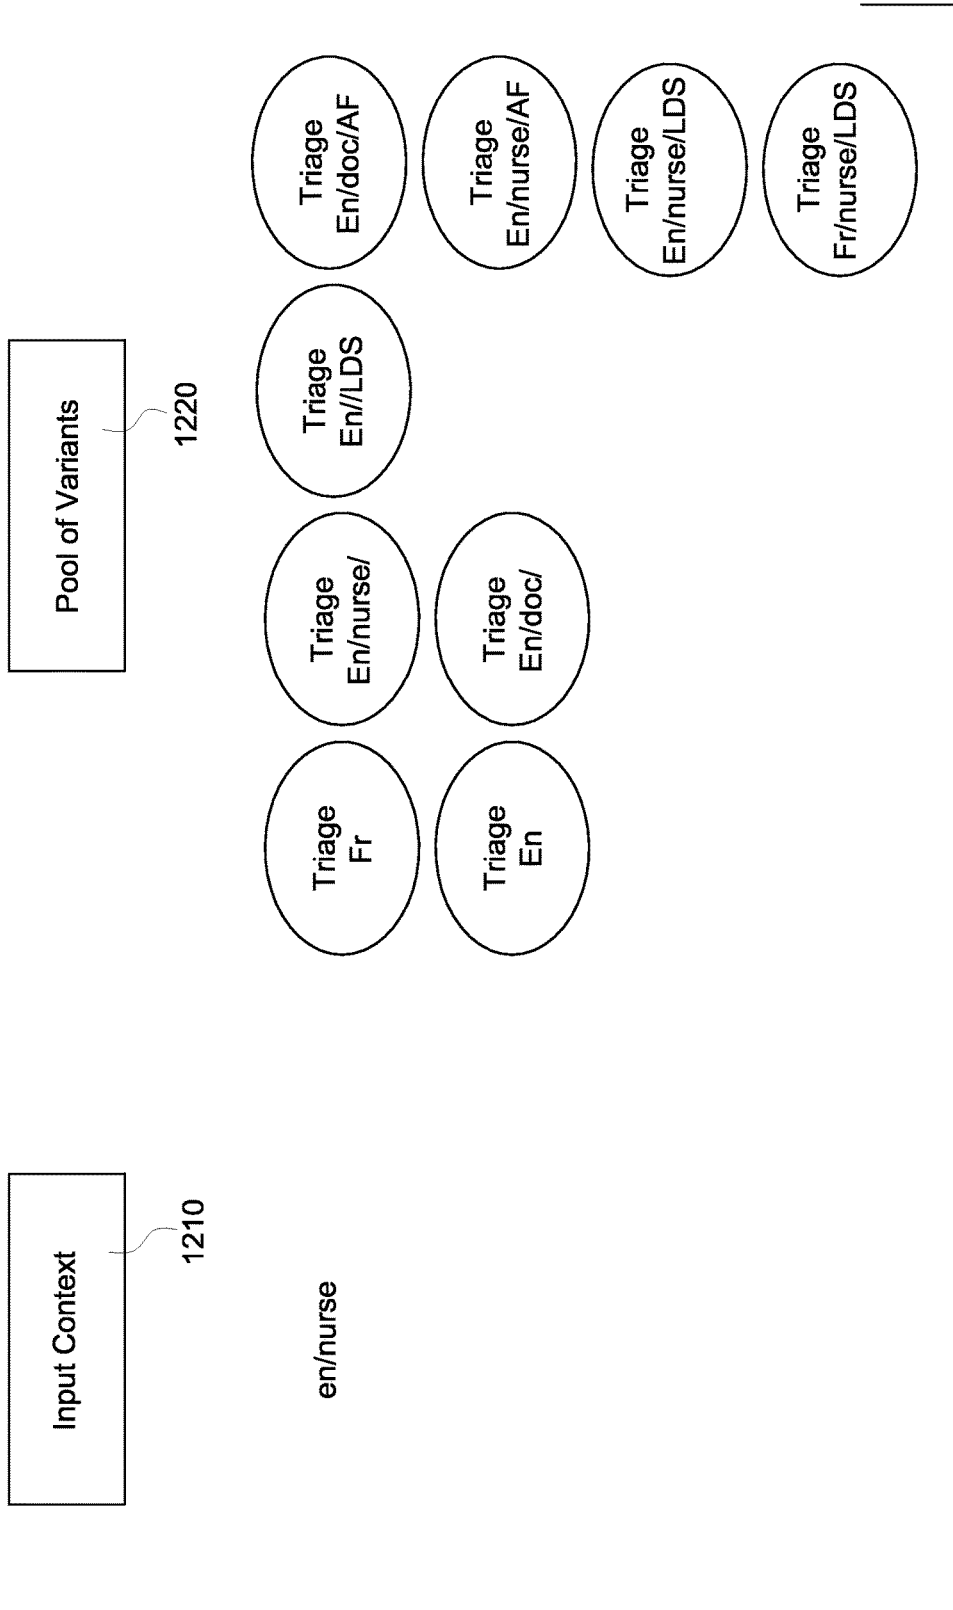 Input Context
1210
en/nurse
Pool of Variants
1220
Triage
Fr
Triage
En/nurse/
Triage
En//LDS
Triage
En/doc/AF
Triage
En
Triage
En/doc/
Triage
En/nurse/AF
Triage
En/nurse/LDS
Triage
Fr/nurse/LDS